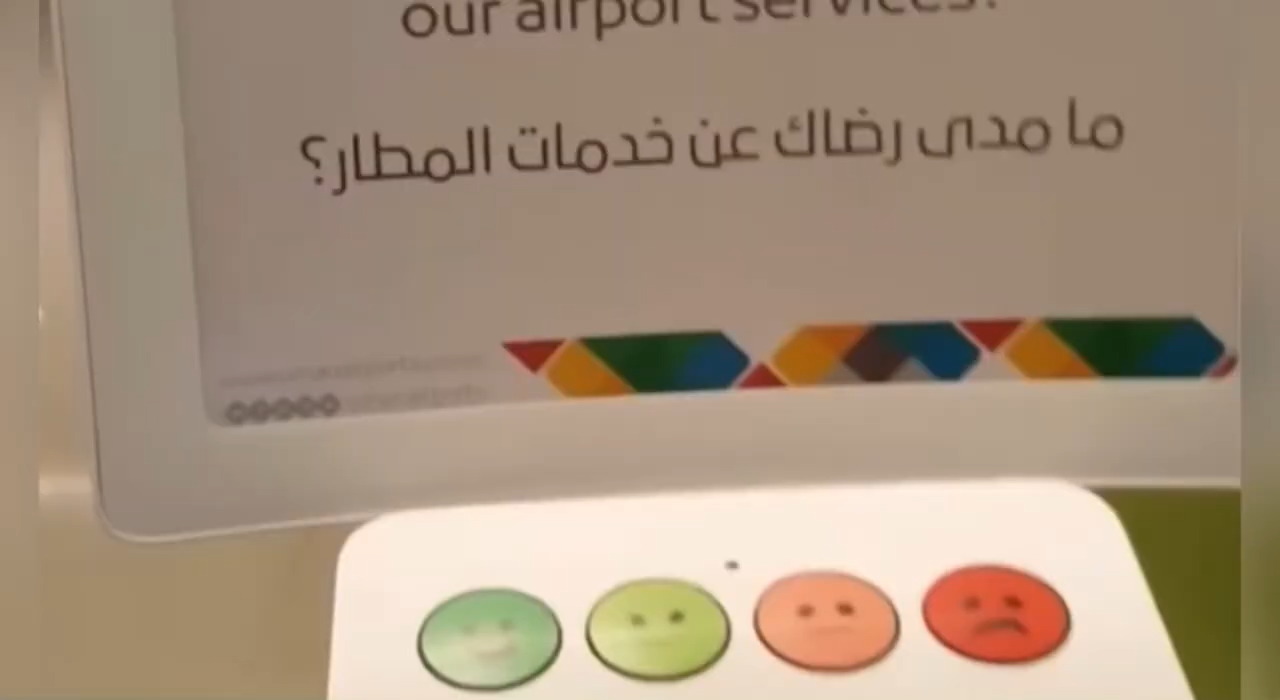 our airport services?
ما مدى رضاك عن خدمات المطار؟